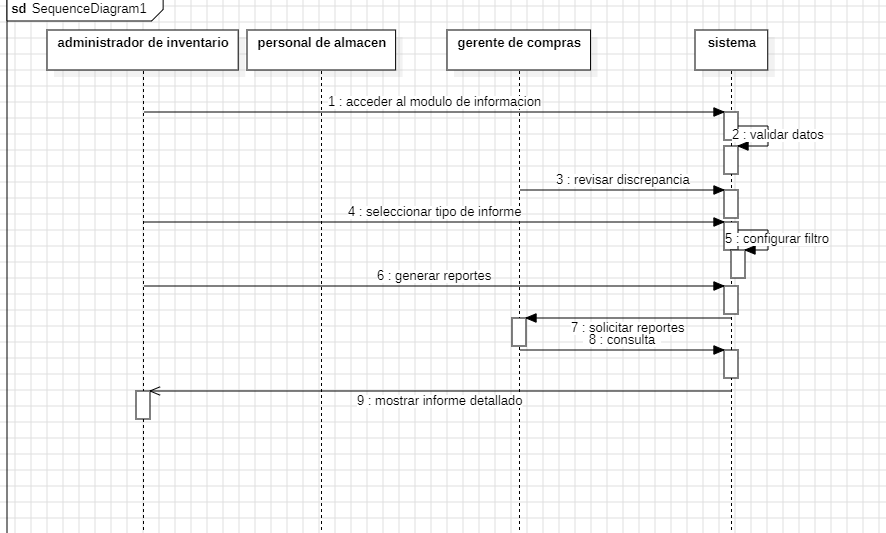 sd SequenceDiagram1
administrador de inventario
personal de almacen
gerente de compras
sistema
1 : acceder al modulo de informacion
2 : validar datos
3 : revisar discrepancia
4 : seleccionar tipo de informe
5 : configurar filtro
6 : generar reportes
7 : solicitar reportes
8 : consulta
9 : mostrar informe detallado